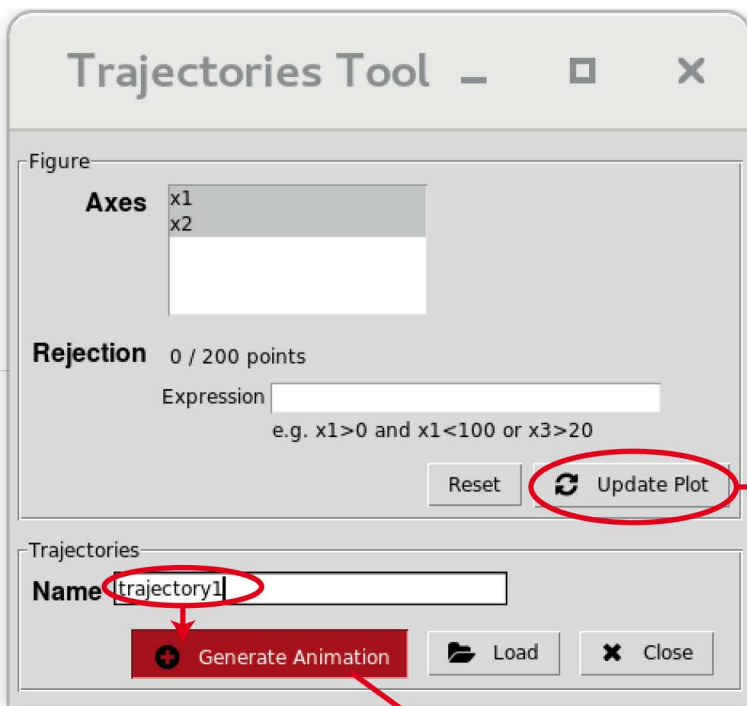 Trajectories Tool
Figure
Axes
x1
x2
Rejection 0 / 200 points
Expression
e.g. x1>0 and x1<100 or x3>20
Reset Update Plot
Trajectories
Name trajectory1
Generate Animation Load Close